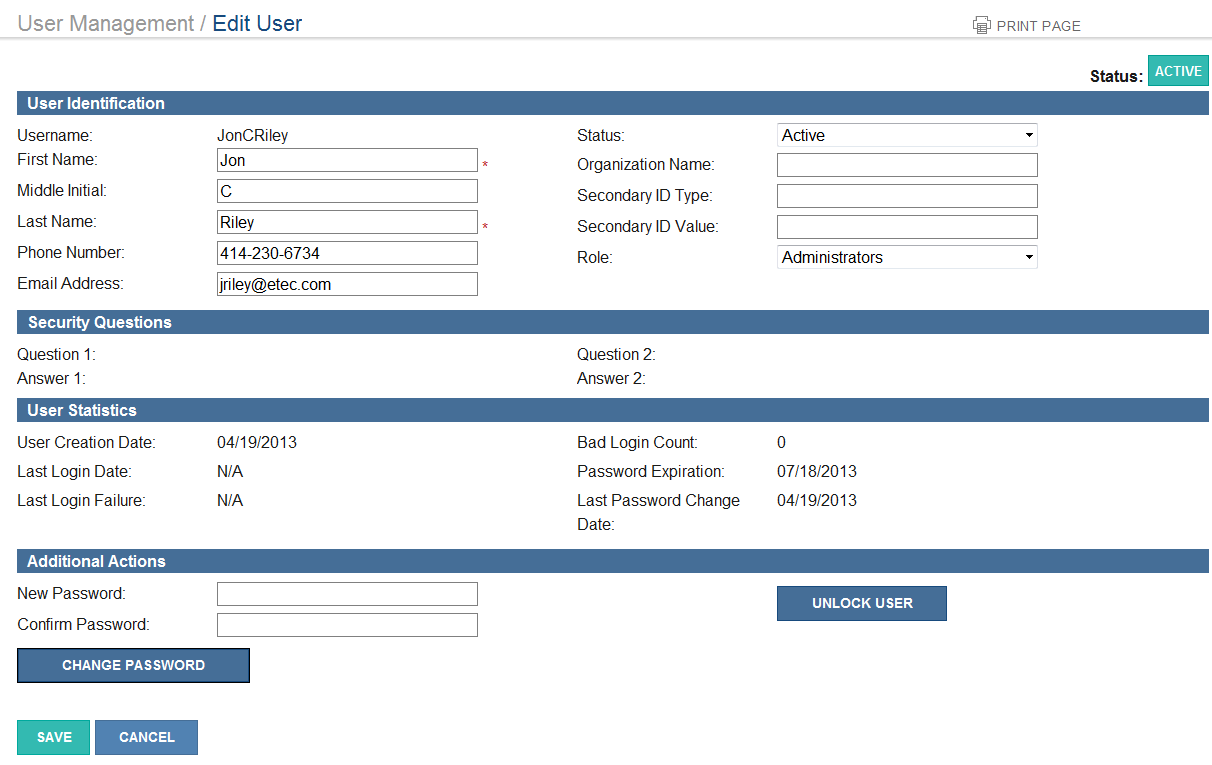 User Management / Edit User
PRINT PAGE
Status: ACTIVE
User Identification
Username: JonCRiley
Status: Active
First Name: Jon *
Organization Name:
Middle Initial: C
Secondary ID Type:
Last Name: Riley *
Secondary ID Value:
Phone Number: 414-230-6734
Role: Administrators
Email Address: jriley@etec.com
Security Questions
Question 1:
Question 2:
Answer 1:
Answer 2:
User Statistics
User Creation Date: 04/19/2013
Bad Login Count: 0
Last Login Date: N/A
Password Expiration: 07/18/2013
Last Login Failure: N/A
Last Password Change 04/19/2013
Date:
Additional Actions
New Password:
UNLOCK USER
Confirm Password:
CHANGE PASSWORD
SAVE
CANCEL